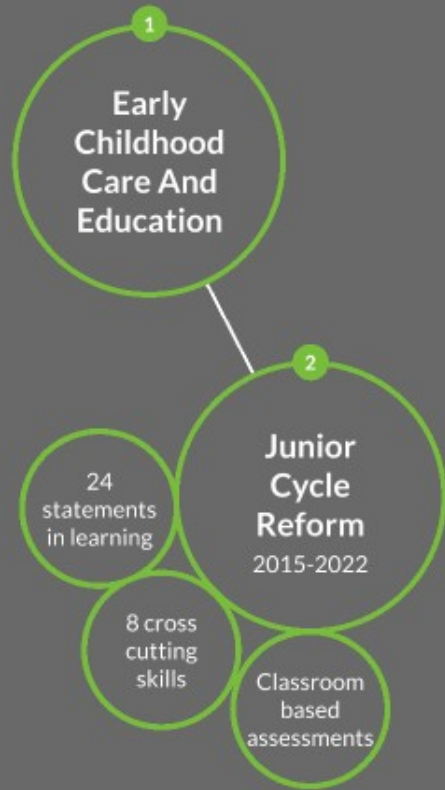 1
Early
Childhood
Care And
Education
2
Junior
Cycle
Reform
2015-2022
24
statements
in learning
8 cross
cutting
skills
Classroom
based
assessments